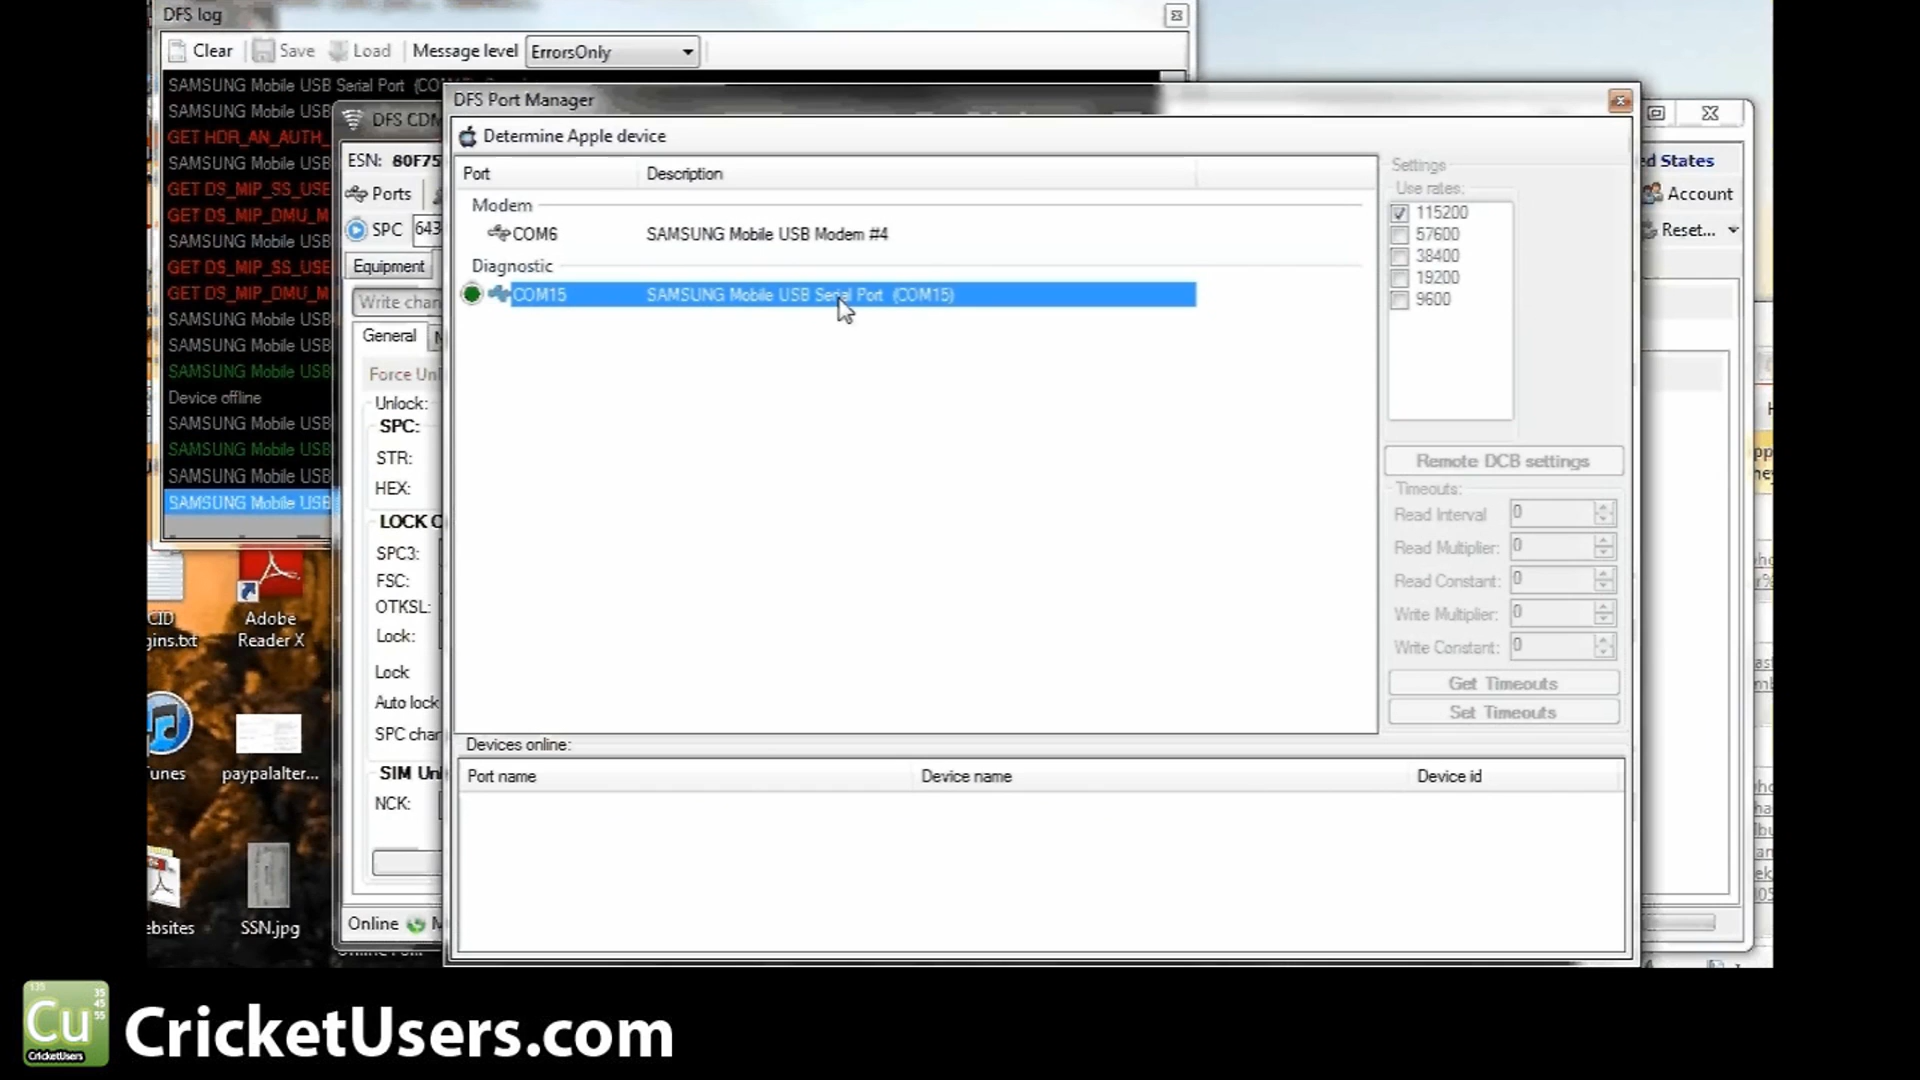 DFS log
Clear Save Load Message level ErrorsOnly
SAMSUNG Mobile USB Serial Port
SAMSUNG Mobile USB
GET HDR_AN_AUTH_
SAMSUNG Mobile USB
GET DS_MIP_SS_USE
GET DS_MIP_DMU_M
SAMSUNG Mobile USB
GET DS_MIP_SS_USE
GET DS_MIP_DMU_M
SAMSUNG Mobile USB
SAMSUNG Mobile USB
SAMSUNG Mobile USB
Device offline
SAMSUNG Mobile USB
SAMSUNG Mobile USB
SAMSUNG Mobile USB
SAMSUNG Mobile USB
DFS CDM
ESN: 80F75
Ports
SPC 643
Equipment
Write chan
General
Force Unl
Unlock:
SPC:
STR:
HEX:
LOCK C
SPC3:
FSC:
OTKSL:
Lock:
Lock
Auto lock
SPC char
SIM Un
NCK:
Online
DFS Port Manager
Determine Apple device
Port Description
Modem
COM6 SAMSUNG Mobile USB Modem #4
Diagnostic
COM15 SAMSUNG Mobile USB Serial Port (COM15)
Settings
Use rates:
115200
57600
38400
19200
9600
Remote DCB settings
Timeouts:
Read Interval 0
Read Multiplier: 0
Read Constant: 0
Write Multiplier: 0
Write Constant: 0
Get Timeouts
Set Timeouts
Devices online:
Port name Device name Device id
ed States
Account
Reset...
CID
gins.txt
Adobe
Reader X
unes
paypalalter...
ebsites
SSN.jpg
135
35
45
55
Cu
CricketUsers
CricketUsers.com